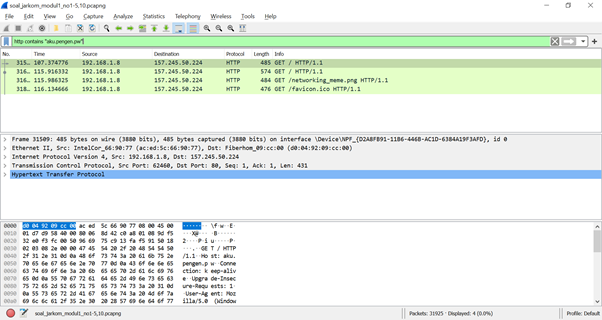 soal_jarkom_modul1_no1-5,10.pcapng
File Edit View Go Capture Analyze Statistics Telephony Wireless Tools Help
http contains "aku.pengen.pw"
No. Time Source Destination Protocol Length Info
315… 107.374776 192.168.1.8 157.245.50.224 HTTP 485 GET / HTTP/1.1
316… 115.916332 192.168.1.8 157.245.50.224 HTTP 574 GET / HTTP/1.1
316… 115.986325 192.168.1.8 157.245.50.224 HTTP 484 GET /networking_meme.png HTTP/1.1
318… 116.134666 192.168.1.8 157.245.50.224 HTTP 476 GET /favicon.ico HTTP/1.1
Frame 31509: 485 bytes on wire (3880 bits), 485 bytes captured (3880 bits) on interface \Device\NPF_{D2A8FB91-11B6-446B-AC1D-6384A19F3AFD}, id 0
Ethernet II, Src: IntelCor_66:90:77 (ac:ed:5c:66:90:77), Dst: Fiberhom_09:cc:00 (d0:04:92:09:cc:00)
Internet Protocol Version 4, Src: 192.168.1.8, Dst: 157.245.50.224
Transmission Control Protocol, Src Port: 62460, Dst Port: 80, Seq: 1, Ack: 1, Len: 431
Hypertext Transfer Protocol
0000 d0 04 92 09 cc 00 ac ed 5c 66 90 77 08 00 45 00
0010 01 d7 d9 58 40 00 80 06 8d 42 c0 a8 01 08 9d f5
0020 32 e0 f3 fc 00 50 96 69 75 c9 13 fa f5 91 50 18
0030 02 03 08 2e 00 00 47 45 54 20 2f 20 48 54 54 50 GET / HTTP
0040 2f 31 2e 31 0d 0a 48 6f 73 74 3a 20 61 6b 75 2e /1.1 Host: aku.
0050 70 65 6e 67 65 6e 2e 70 77 0d 0a 43 6f 6e 6e 65 pengen.pw Conne
0060 63 74 69 6f 6e 3a 20 6b 65 65 70 2d 61 6c 69 76 ction: keep-aliv
0070 65 0d 0a 55 70 67 72 61 64 65 2d 49 6e 73 65 63 e Upgrade-Insec
0080 75 72 65 2d 52 65 71 75 65 73 74 73 3a 20 31 0d ure-Requests: 1
0090 0a 55 73 65 72 2d 41 67 65 6e 74 3a 20 4d 6f 7a User-Agent: Moz
00a0 69 6c 6c 61 2f 35 2e 30 20 28 57 69 6e 64 6f 77 illa/5.0 (Window
soal_jarkom_modul1_no1-5,10.pcapng Packets: 31925 · Displayed: 4 (0.0%) Profile: Default